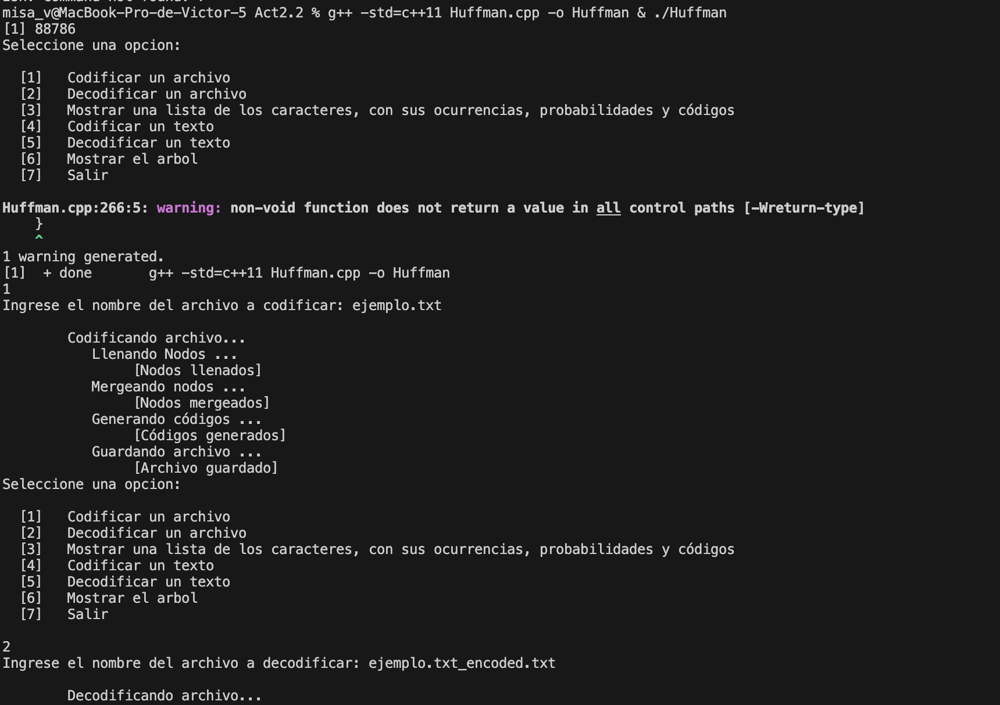 misa_v@MacBook-Pro-de-Victor-5 Act2.2 % g++ -std=c++11 Huffman.cpp -o Huffman & ./Huffman
[1] 88786
Seleccione una opcion:
[1]   Codificar un archivo
[2]   Decodificar un archivo
[3]   Mostrar una lista de los caracteres, con sus ocurrencias, probabilidades y códigos
[4]   Codificar un texto
[5]   Decodificar un texto
[6]   Mostrar el arbol
[7]   Salir
Huffman.cpp:266:5: warning: non-void function does not return a value in all control paths [-Wreturn-type]
}
^
1 warning generated.
[1]  + done       g++ -std=c++11 Huffman.cpp -o Huffman
1
Ingrese el nombre del archivo a codificar: ejemplo.txt
Codificando archivo...
Llenando Nodos ...
[Nodos llenados]
Mergeando nodos ...
[Nodos mergeados]
Generando códigos ...
[Códigos generados]
Guardando archivo ...
[Archivo guardado]
Seleccione una opcion:
[1]   Codificar un archivo
[2]   Decodificar un archivo
[3]   Mostrar una lista de los caracteres, con sus ocurrencias, probabilidades y códigos
[4]   Codificar un texto
[5]   Decodificar un texto
[6]   Mostrar el arbol
[7]   Salir
2
Ingrese el nombre del archivo a decodificar: ejemplo.txt_encoded.txt
Decodificando archivo...